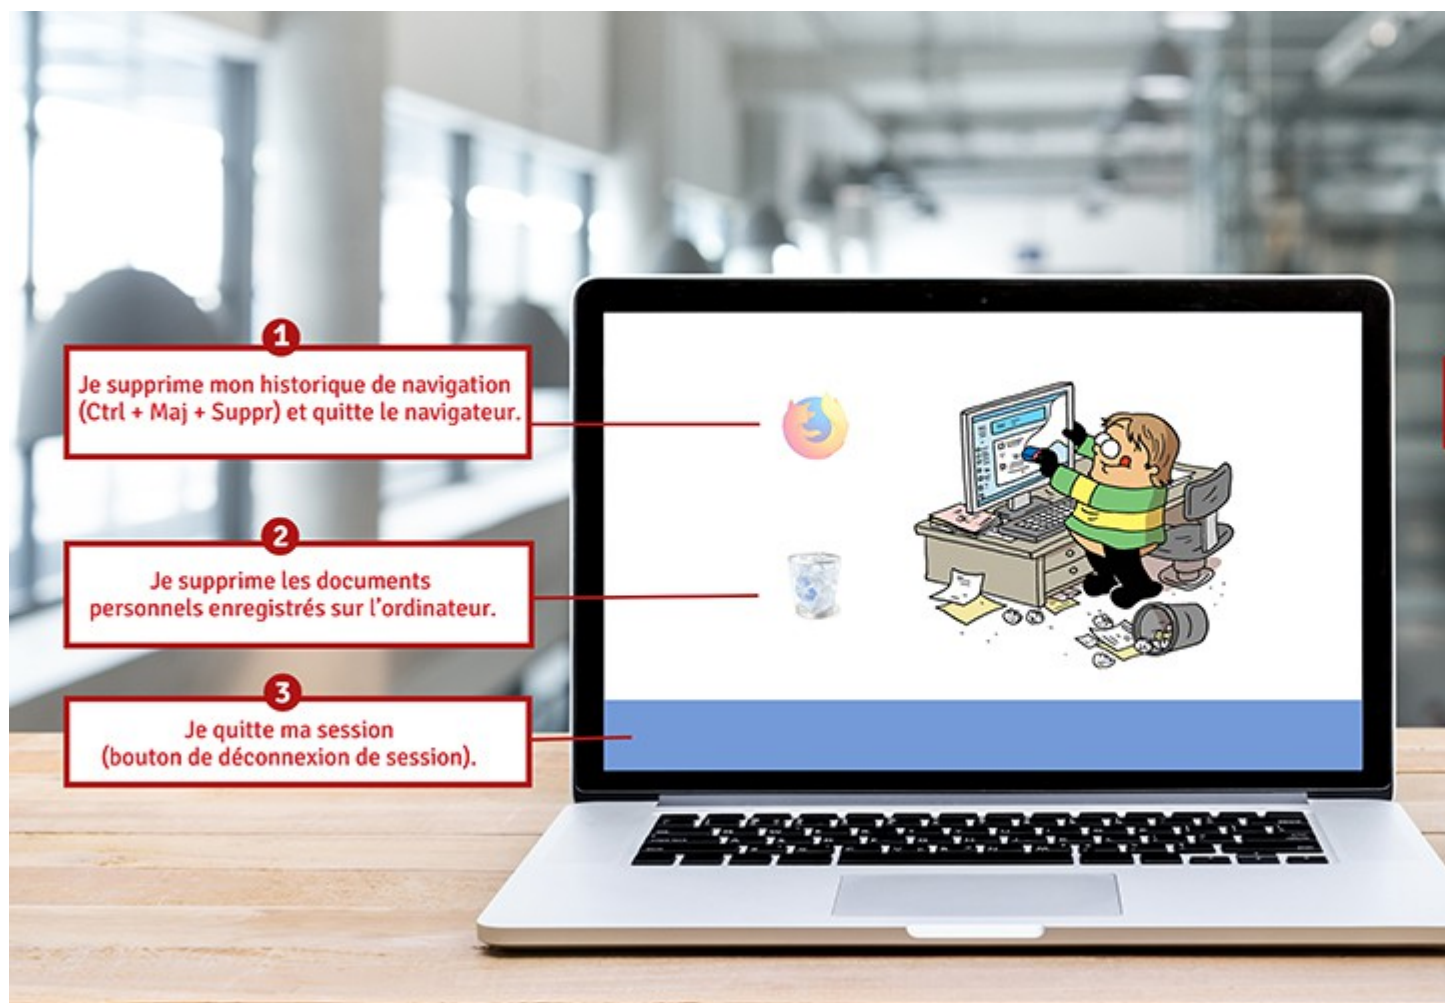 1
Je supprime mon historique de navigation
(Ctrl + Maj + Suppr) et quitte le navigateur.
2
Je supprime les documents
personnels enregistrés sur l'ordinateur.
3
Je quitte ma session
(bouton de déconnexion de session).